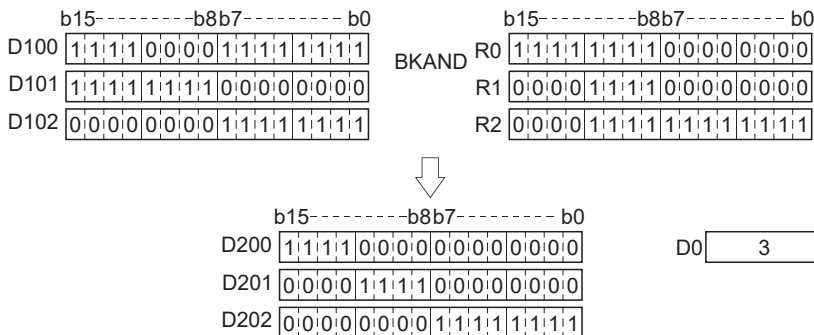 b15---------b8b7---------b0 b15---------b8b7---------b0
D100 1111000011111111 BKAND R0 1111111100000000
D101 1111111100000000 R1 0000111100000000
D102 0000000011111111 R2 0000111111111111
b15---------b8b7---------b0
D200 1111000000000000 D0 3
D201 0000111100000000
D202 0000000011111111